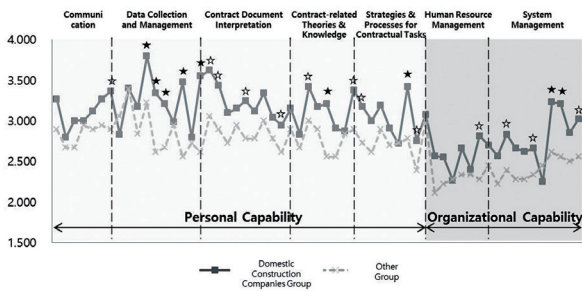 Communi
cation
Data Collection
and Management
Contract Document
Interpretation
Contract-related
Theories &
Knowledge
Strategies &
Processes for
Contractual Tasks
Human Resource
Management
System
Management
4.000
3.500
3.000
2.500
2.000
1.500
Personal Capability
Organizational Capability
Domestic
Construction
Companies Group
Other
Group